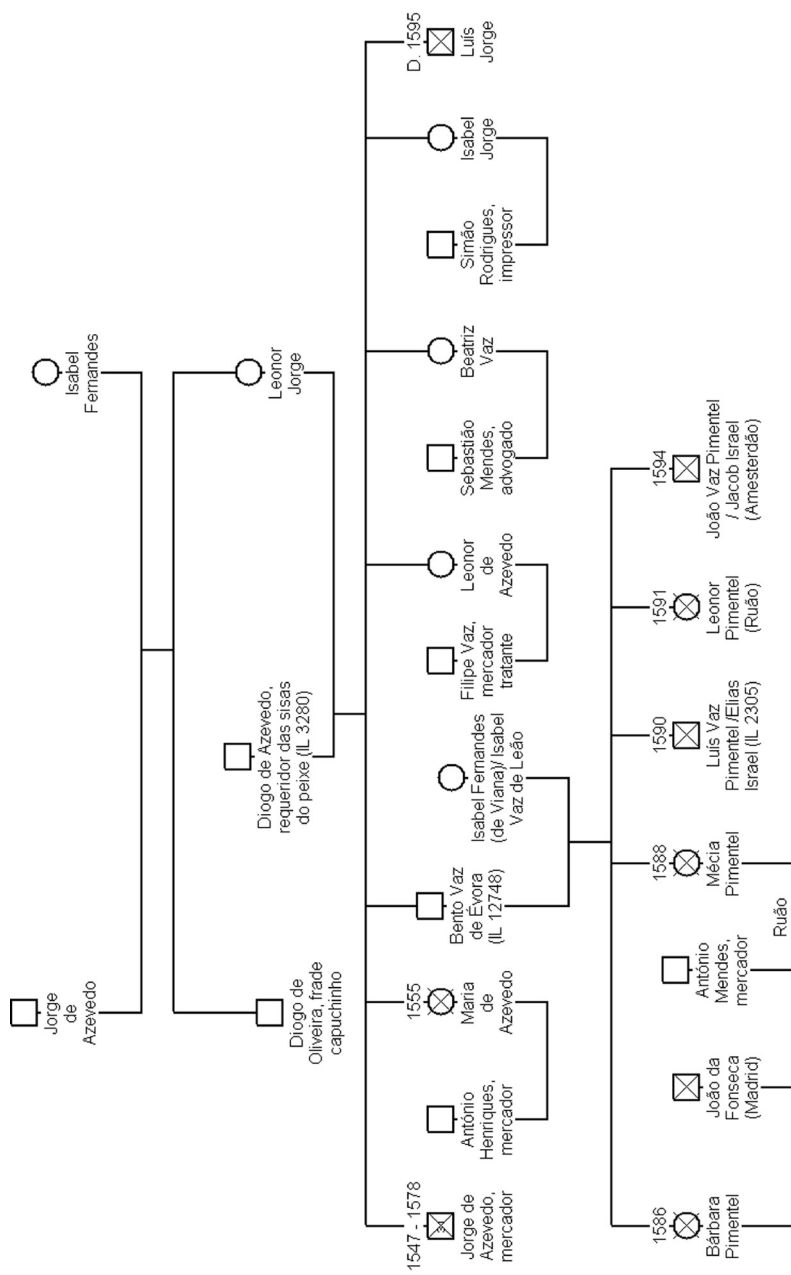 Jorge
de
Azevedo
Isabel
Fernandes
Diogo de
Oliveira, frade
capuchinho
Diogo de Azevedo,
requeridor das sisas
do peixe (IL 3280)
Leonor
Jorge
1547 - 1578
Jorge de
Azevedo,
mercador
António
Henriques,
mercador
1555
Maria
de
Azevedo
Bento Vaz
de Évora
(IL 12748)
Isabel Fernandes
(de Viana)/ Isabel
Vaz de Leão
Filipe Vaz,
mercador
tratante
Leonor
de
Azevedo
Sebastião
Mendes,
advogado
Beatriz
Vaz
Simão
Rodrigues,
impressor
Isabel
Jorge
D. 1595
Luís
Jorge
1586
Bárbara
Pimentel
João da
Fonseca
(Madrid)
António
Mendes,
mercador
Ruão
1588
Mécia
Pimentel
1590
Luís Vaz
Pimentel /Elias
Israel (IL 2305)
1591
Leonor
Pimentel
(Ruão)
1594
João Vaz Pimentel
/ Jacob Israel
(Amesterdão)